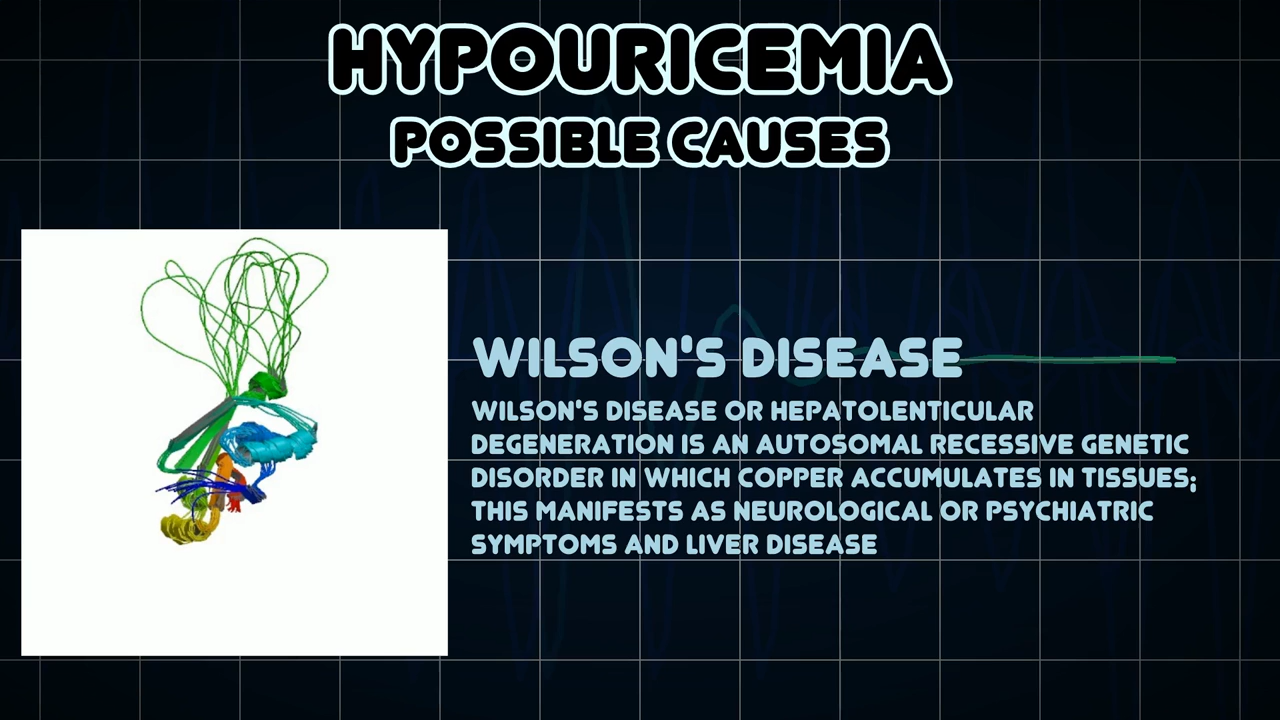 HYPOURICEMIA
POSSIBLE CAUSES
WILSON'S DISEASE
WILSON'S DISEASE OR HEPATOLENTICULAR
DEGENERATION IS AN AUTOSOMAL RECESSIVE GENETIC
DISORDER IN WHICH COPPER ACCUMULATES IN TISSUES;
THIS MANIFESTS AS NEUROLOGICAL OR PSYCHIATRIC
SYMPTOMS AND LIVER DISEASE